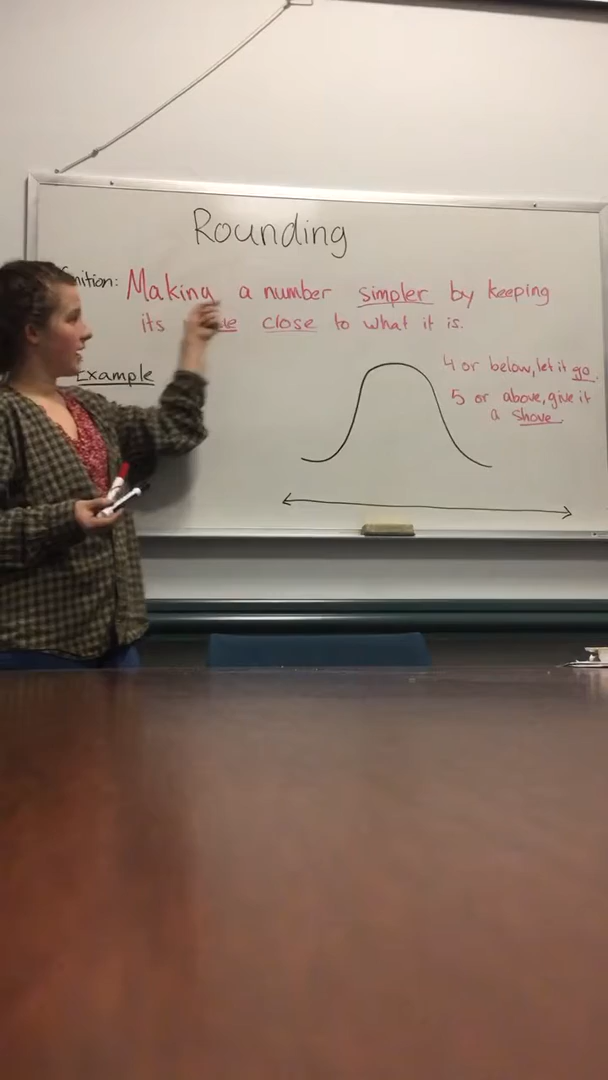 Rounding
nition: Making a number simpler by keeping
its close to what it is.
Example
4 or below, let it go.
5 or above, give it
a shove.